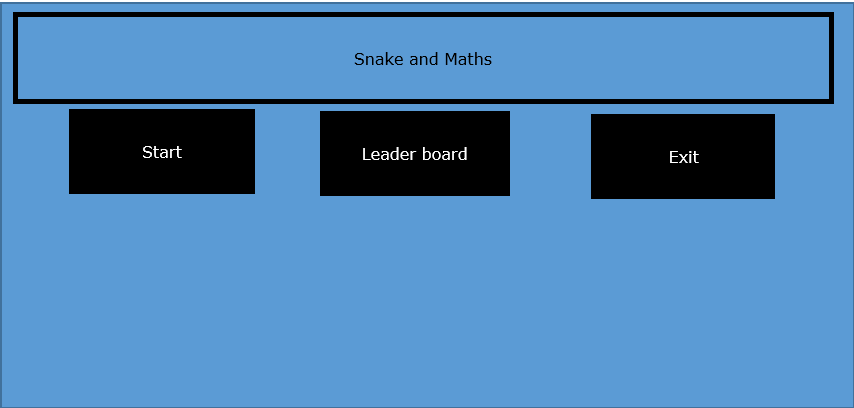 Snake and Maths
Start
Leader board
Exit